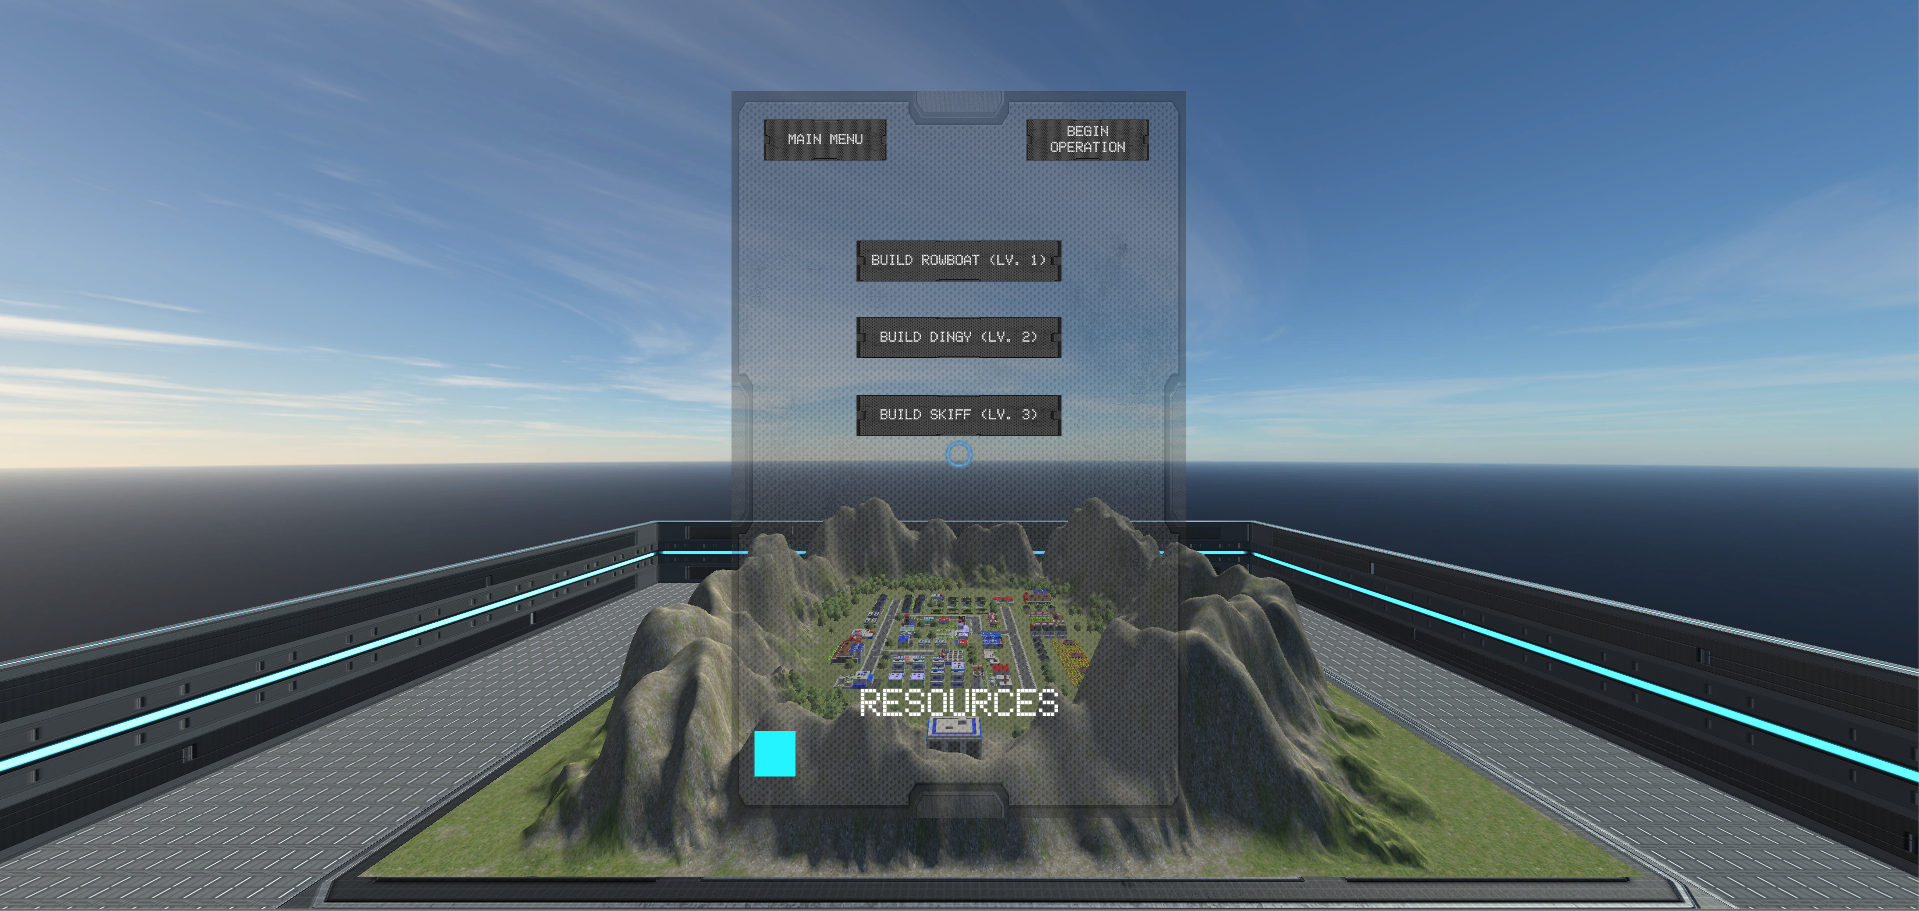 MAIN MENU
BEGIN
OPERATION
BUILD ROWBOAT (LV. 1)
BUILD DINGY (LV. 2)
BUILD SKIFF (LV. 3)
RESOURCES